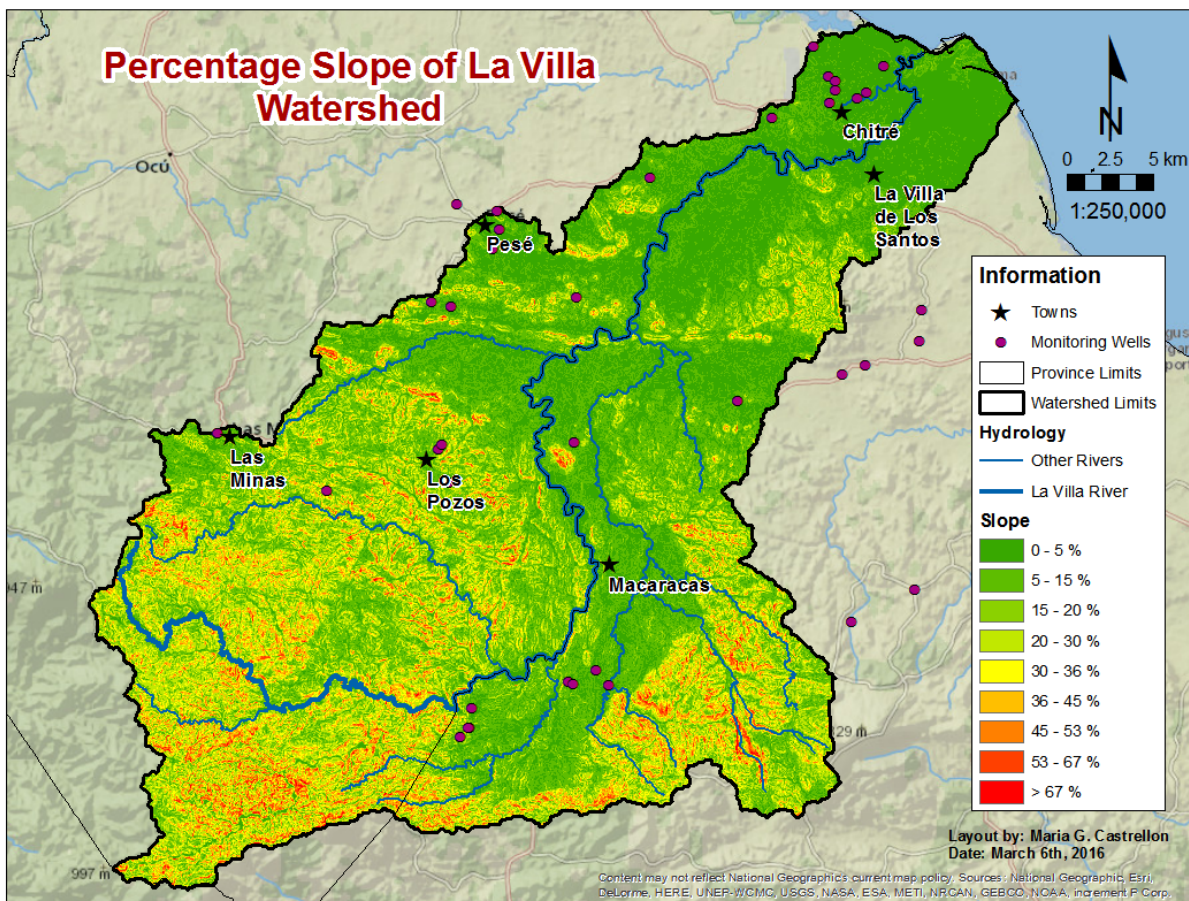 Percentage Slope of La Villa
Watershed
N
0 2.5 5 km
1:250,000
Ocú
Chitré
La Villa
de Los
Santos
Pesé
Las
Minas
Los
Pozos
Macaracas
947 m
997 m
829 m
Information
Towns
Monitoring Wells
Province Limits
Watershed Limits
Hydrology
Other Rivers
La Villa River
Slope
0 - 5 %
5 - 15 %
15 - 20 %
20 - 30 %
30 - 36 %
36 - 45 %
45 - 53 %
53 - 67 %
> 67 %
Layout by: Maria G. Castrellon
Date: March 6th, 2016
Content may not reflect National Geographic's current map policy. Sources: National Geographic, Esri,
DeLorme, HERE, UNEP-WCMC, USGS, NASA, ESA, METI, NRCAN, GEBCO, NOAA, increment P Corp.